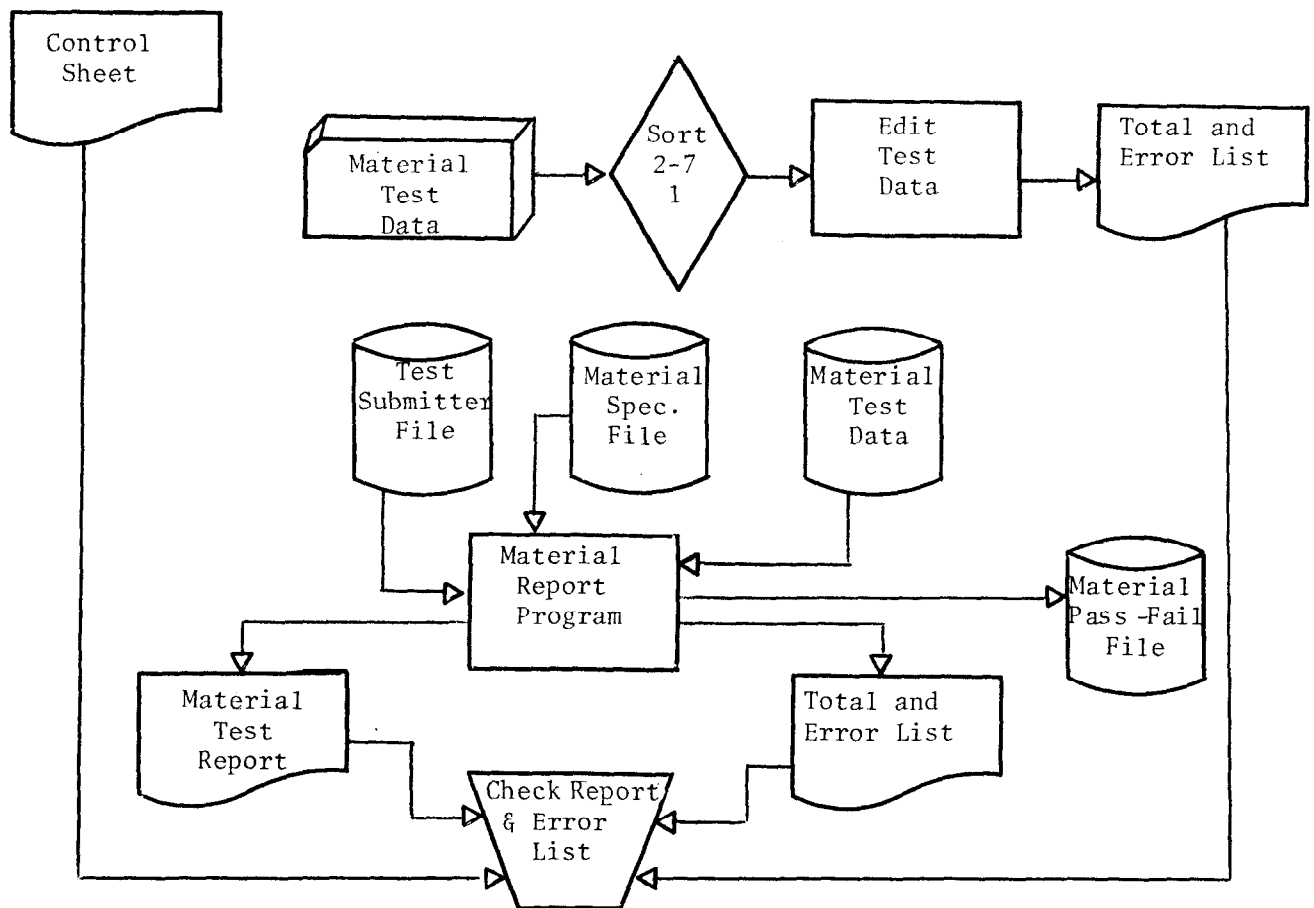 Control
Sheet
Material
Test
Data
Sort
2-7
1
Edit
Test
Data
Total and
Error List
Test
Submitter
File
Material
Spec.
File
Material
Test
Data
Material
Report
Program
Material
Pass-Fail
File
Material
Test
Report
Total and
Error List
Check Report
& Error
List